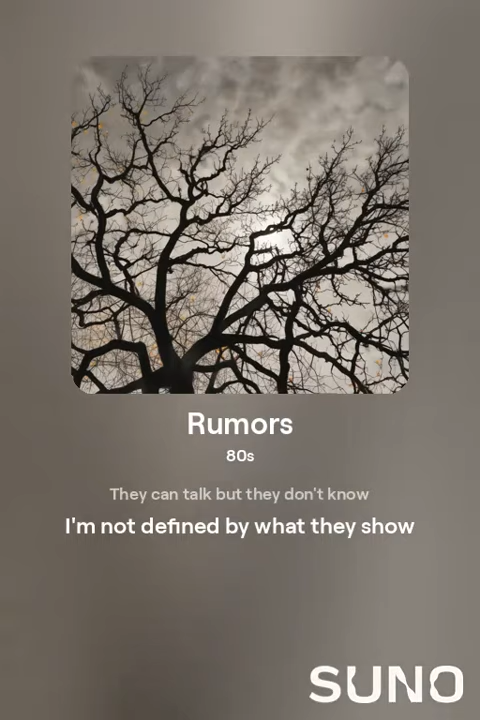 Rumors
80s
They can talk but they don't know
I'm not defined by what they show
SUNO